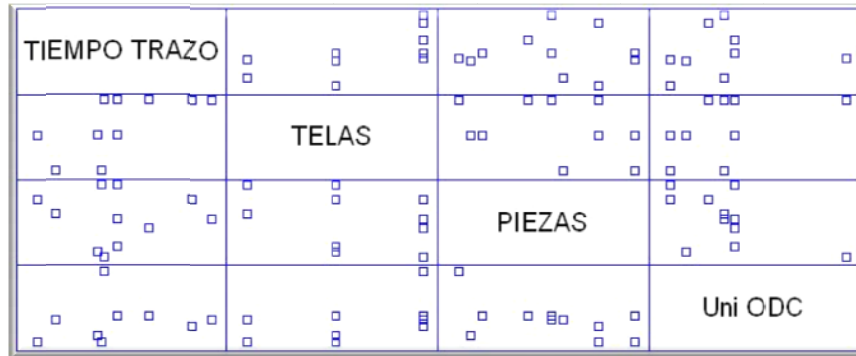 TIEMPO TRAZO
TELAS
PIEZAS
Uni ODC